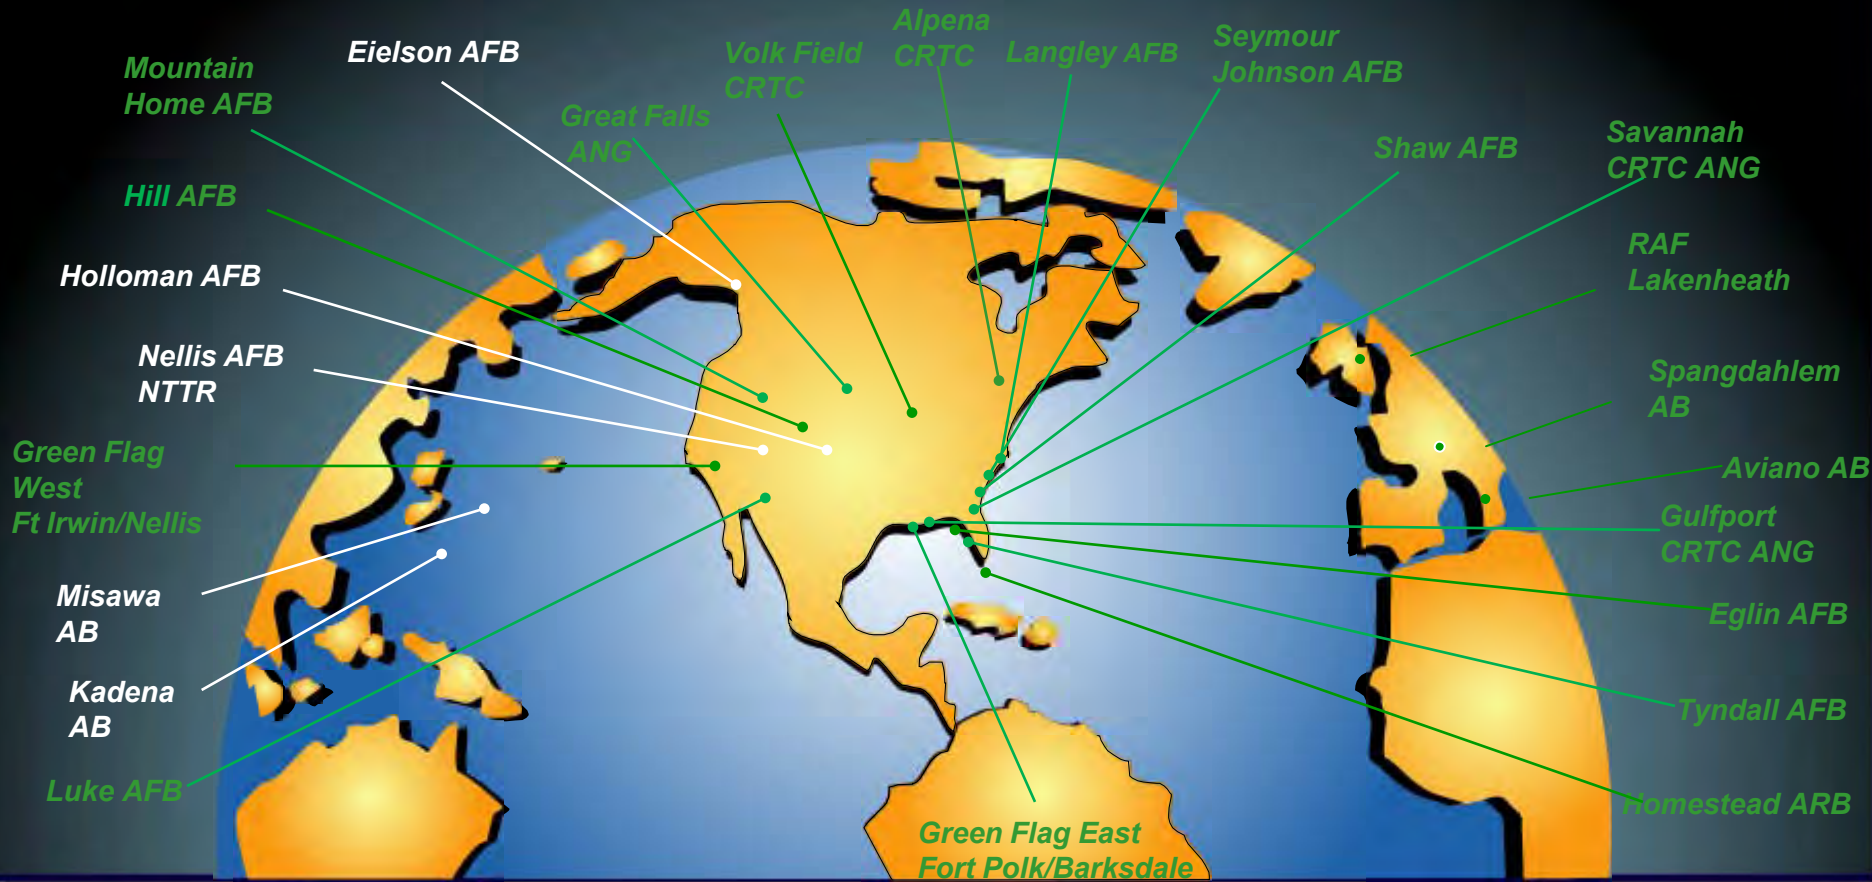 Eielson AFB
Mountain
Home AFB
Great Falls
ANG
Volk Field
CRTC
Alpena
CRTC
Langley AFB
Seymour
Johnson AFB
Shaw AFB
Savannah
CRTC ANG
Hill AFB
Holloman AFB
Nellis AFB
NTTR
Green Flag
West
Ft Irwin/Nellis
Misawa
AB
Kadena
AB
Luke AFB
RAF
Lakenheath
Spangdahlem
AB
Aviano AB
Gulfport
CRTC ANG
Eglin AFB
Tyndall AFB
Homestead ARB
Green Flag East
Fort Polk/Barksdale